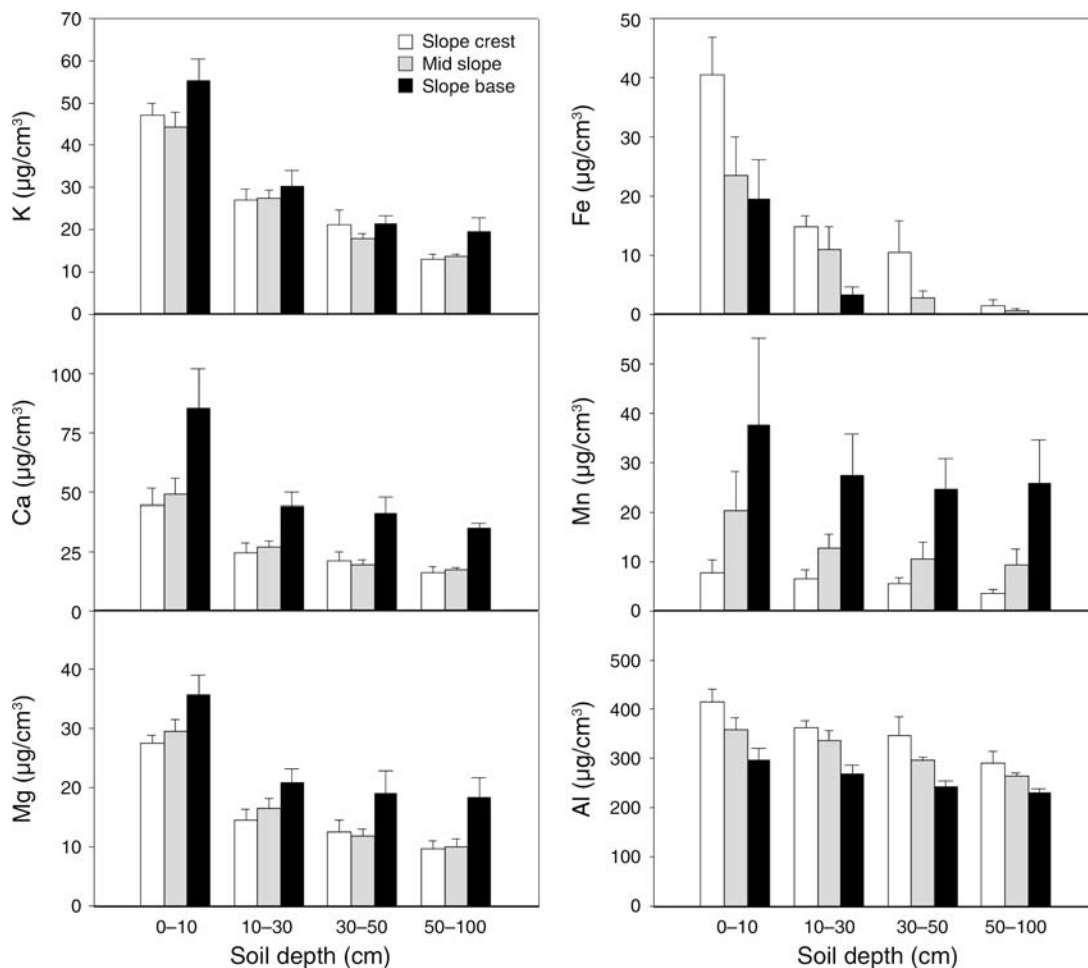 70
60
50
40
30
20
10
0
K (µg/cm³)
Slope crest
Mid slope
Slope base
50
40
30
20
10
0
Fe (µg/cm³)
100
75
50
25
0
Ca (µg/cm³)
50
40
30
20
10
0
Mn (µg/cm³)
40
30
20
10
0
Mg (µg/cm³)
0–10 10–30 30–50 50–100
Soil depth (cm)
500
400
300
200
100
0
Al (µg/cm³)
0–10 10–30 30–50 50–100
Soil depth (cm)